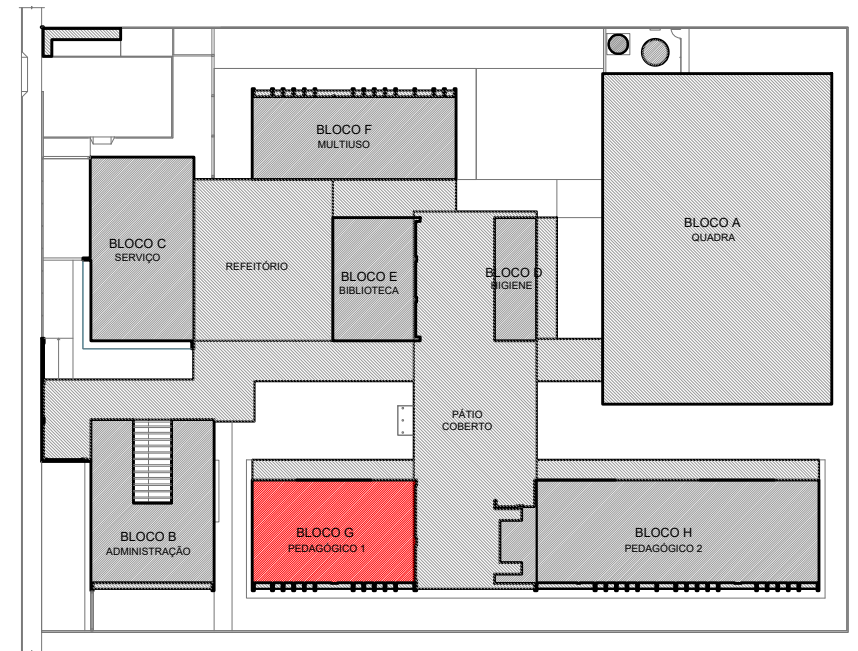 BLOCO F
MULTIUSO
BLOCO A
QUADRA
BLOCO C
SERVIÇO
REFEITÓRIO
BLOCO E
BIBLIOTECA
BLOCO D
HIGIENE
PÁTIO
COBERTO
BLOCO B
ADMINISTRAÇÃO
BLOCO G
PEDAGÓGICO 1
BLOCO H
PEDAGÓGICO 2